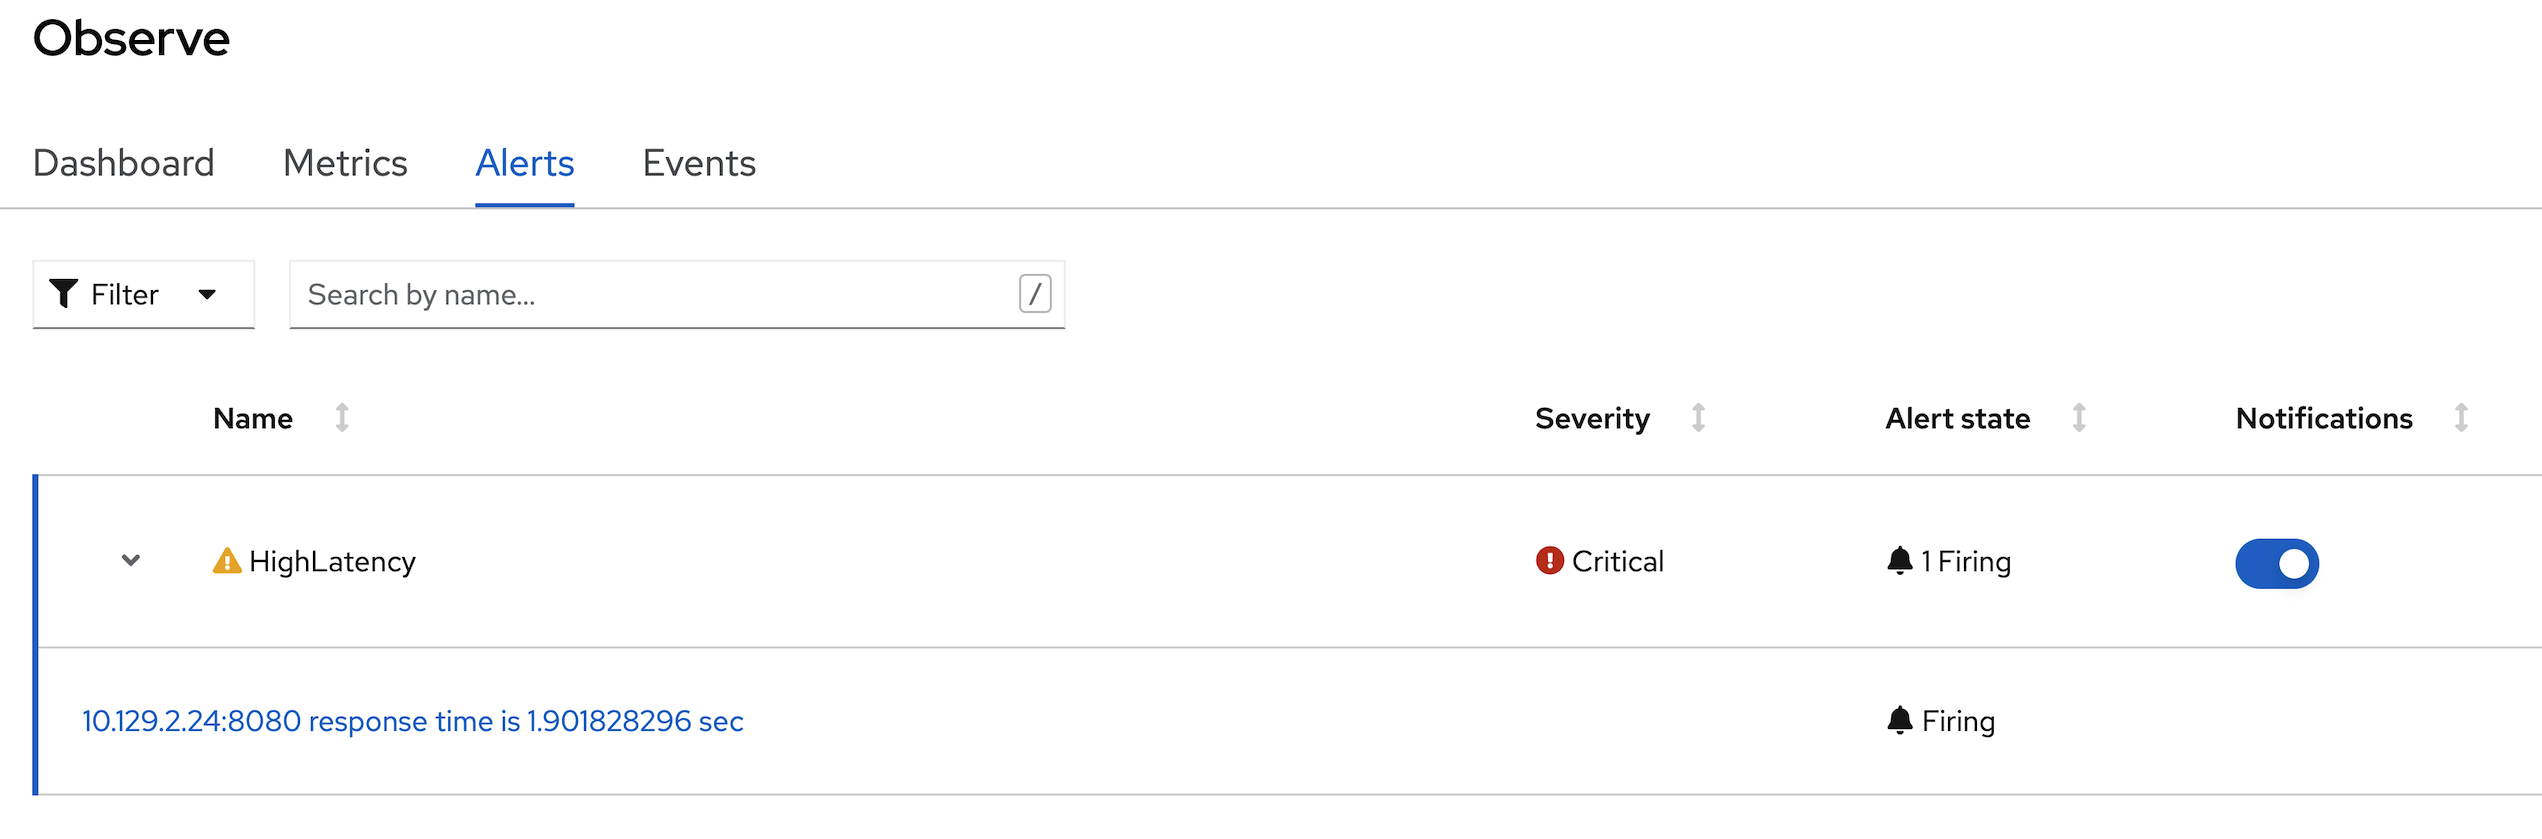 Observe
Dashboard Metrics Alerts Events
Filter Search by name... /
Name Severity Alert state Notifications
HighLatency Critical 1 Firing
10.129.2.24:8080 response time is 1.901828296 sec Firing